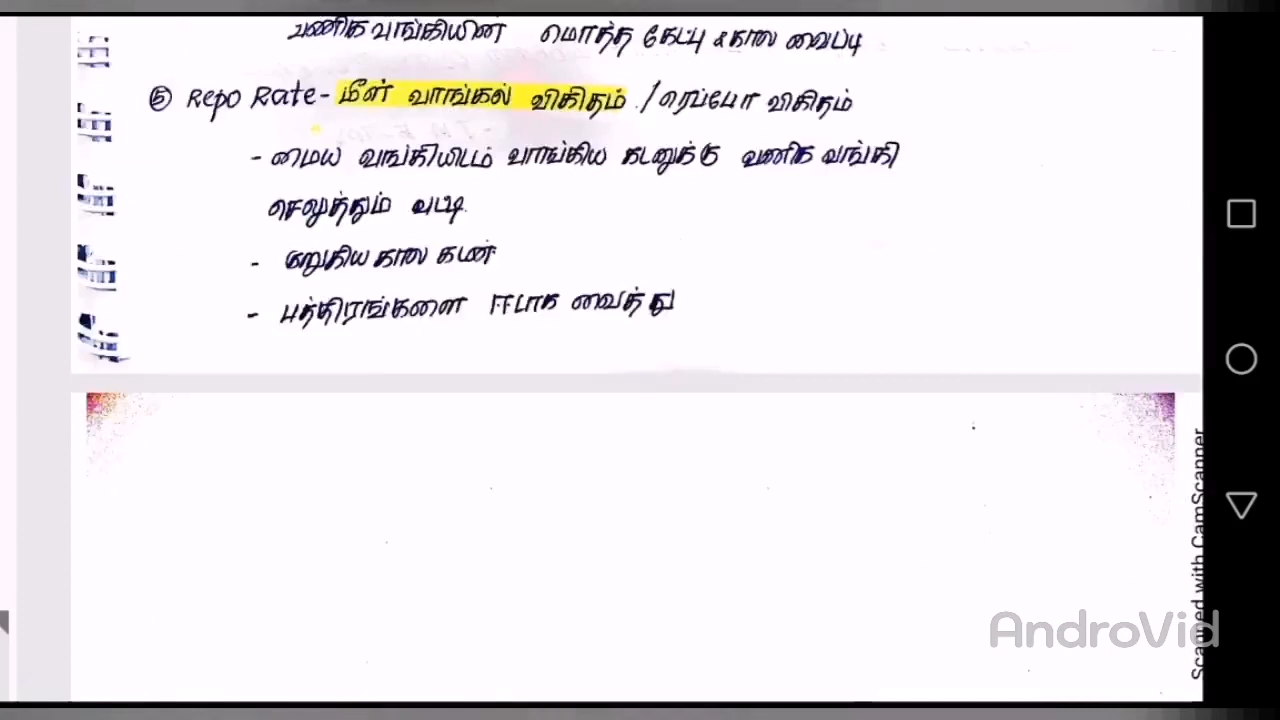 வணிக வங்கியின் மொத்த கேட்பு & கால வைப்பு
⑤ Repo Rate - மீள் வாங்கல் விகிதம் / ரெப்போ விகிதம்
- மைய வங்கியிடம் வாங்கிய கடனுக்கு வணிக வங்கி
செலுத்தும் வட்டி.
- குறுகிய கால கடன்
- பத்திரங்களை ஈடாக வைத்து
Scanned with CamScanner
AndroVid